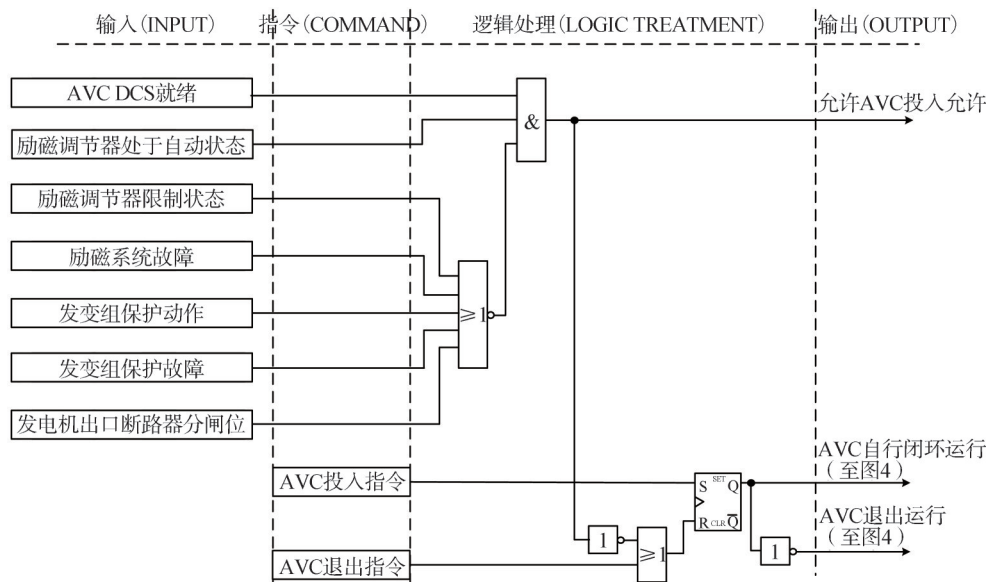 输入(INPUT)
指令(COMMAND)
逻辑处理(LOGIC TREATMENT)
输出(OUTPUT)
AVC DCS就绪
&
允许AVC投入允许
励磁调节器处于自动状态
励磁调节器限制状态
励磁系统故障
发变组保护动作
≥1
发变组保护故障
发电机出口断路器分闸位
AVC投入指令
S SET Q
R CLR Q̅
AVC自行闭环运行
(至图4)
1
≥1
1
AVC退出运行
(至图4)
AVC退出指令